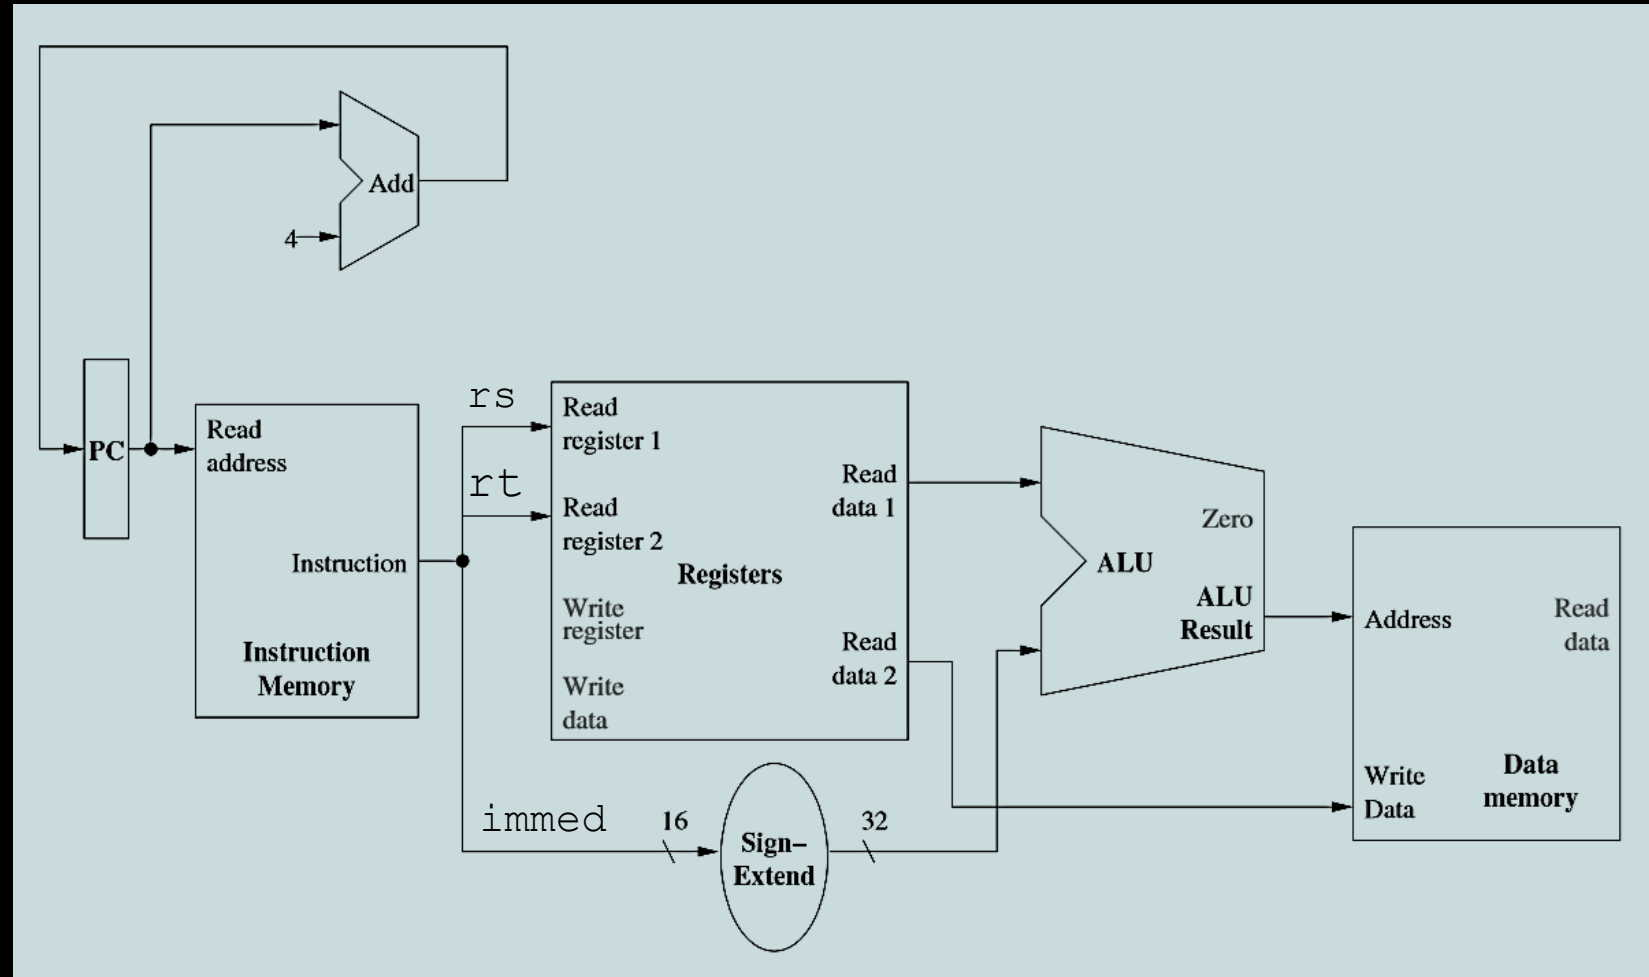 Add
4
PC
Read
address
Instruction
Instruction
Memory
rs
rt
immed
Read
register 1
Read
register 2
Write
register
Write
data
Registers
Read
data 1
Read
data 2
16
Sign–
Extend
32
Zero
ALU
ALU
Result
Address
Read
data
Write
Data
Data
memory